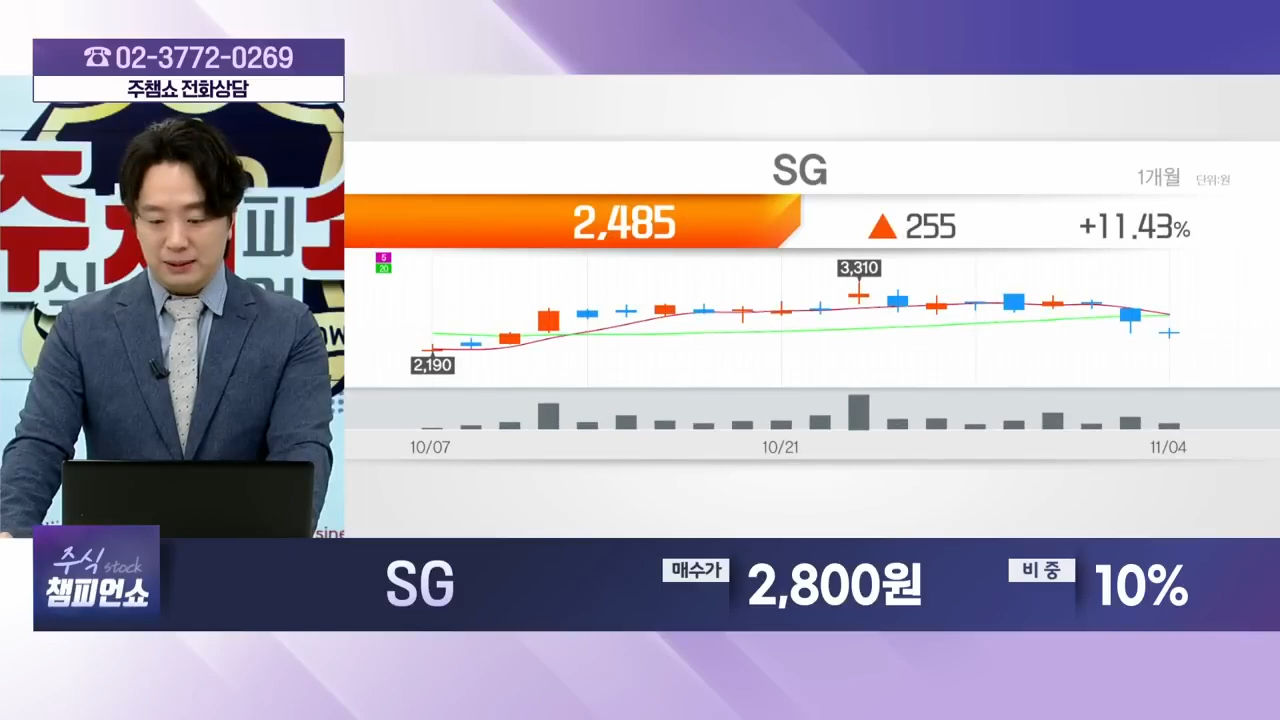 ☎02-3772-0269
주챔쇼 전화상담
SG
1개월 단위:원
2,485
▲ 255
+11.43%
5
20
3,310
2,190
10/07
10/21
11/04
주식 stock
챔피언쇼
SG
매수가
2,800원
비중
10%